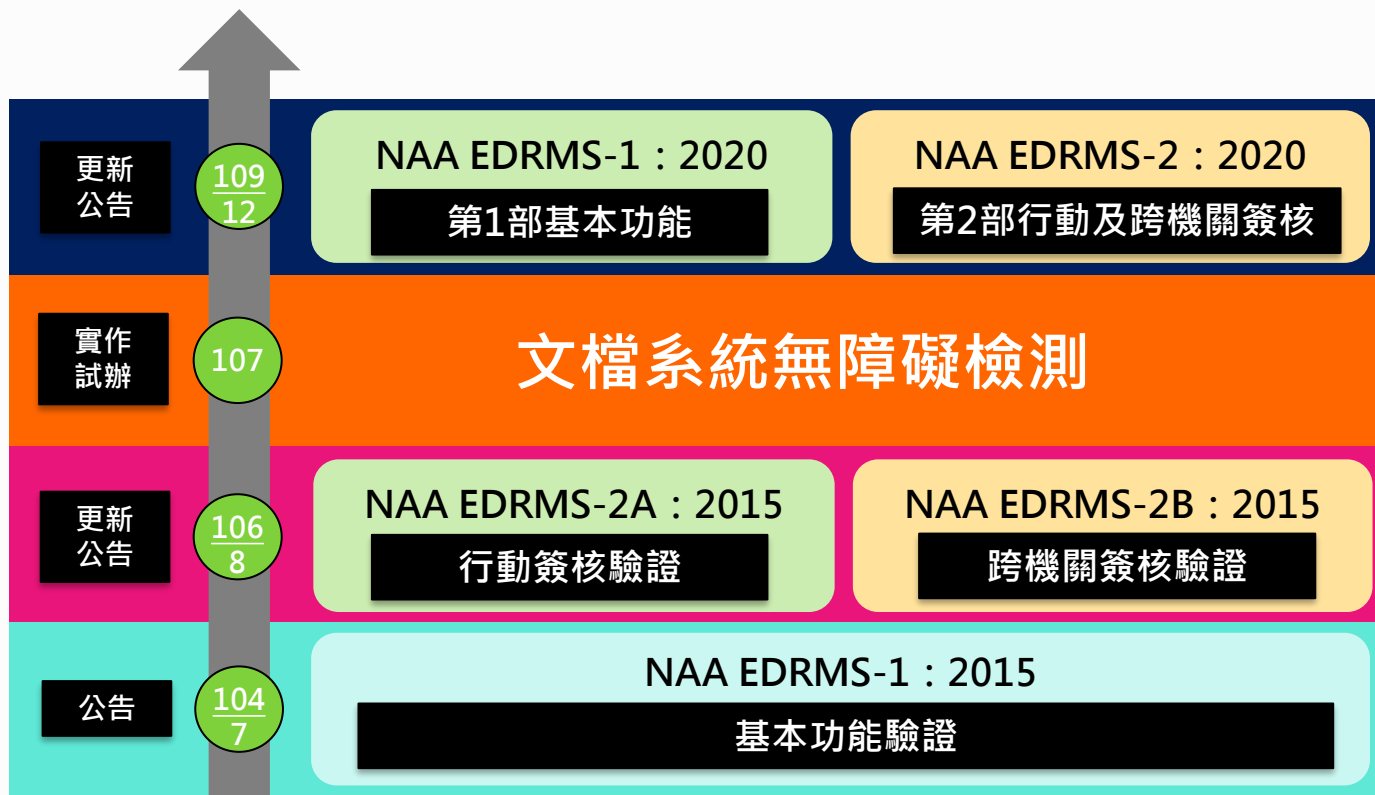 更新
公告
109
12
NAA EDRMS-1：2020
第1部基本功能
NAA EDRMS-2：2020
第2部行動及跨機關簽核
實作
試辦
107
文檔系統無障礙檢測
更新
公告
106
8
NAA EDRMS-2A：2015
行動簽核驗證
NAA EDRMS-2B：2015
跨機關簽核驗證
公告
104
7
NAA EDRMS-1：2015
基本功能驗證